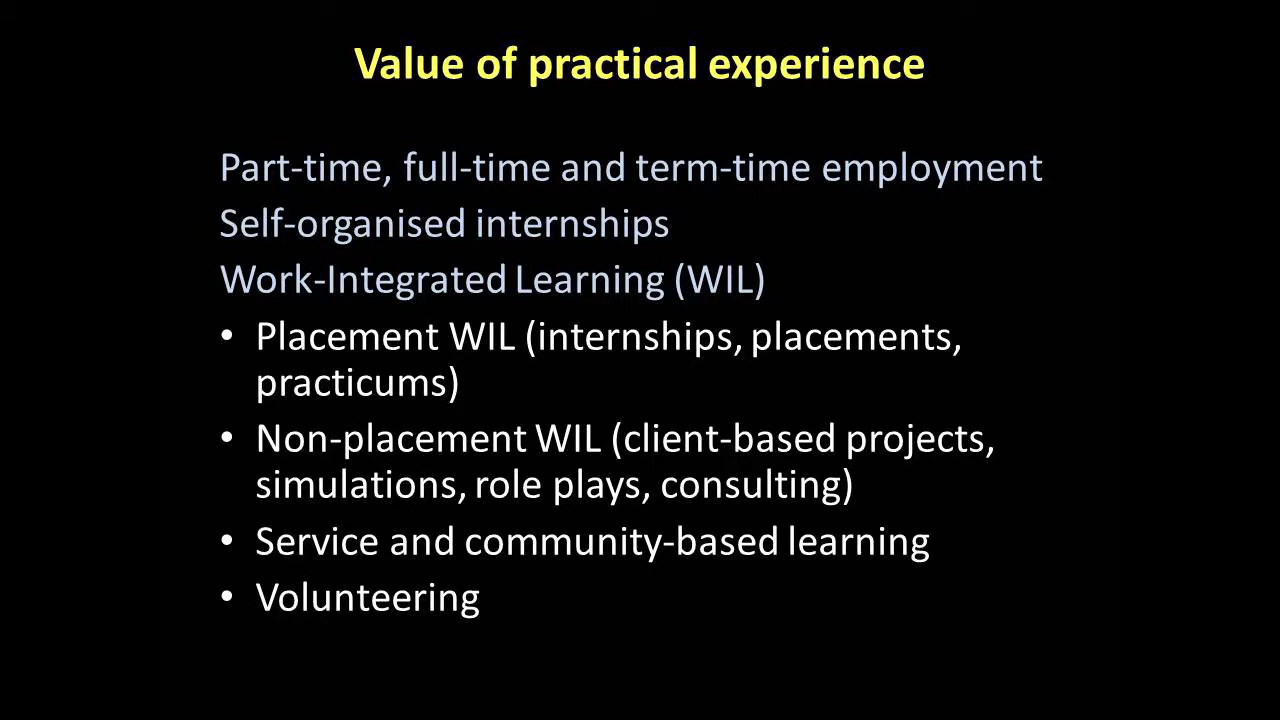 Value of practical experience
Part-time, full-time and term-time employment
Self-organised internships
Work-Integrated Learning (WIL)
• Placement WIL (internships, placements,
practicums)
• Non-placement WIL (client-based projects,
simulations, role plays, consulting)
• Service and community-based learning
• Volunteering